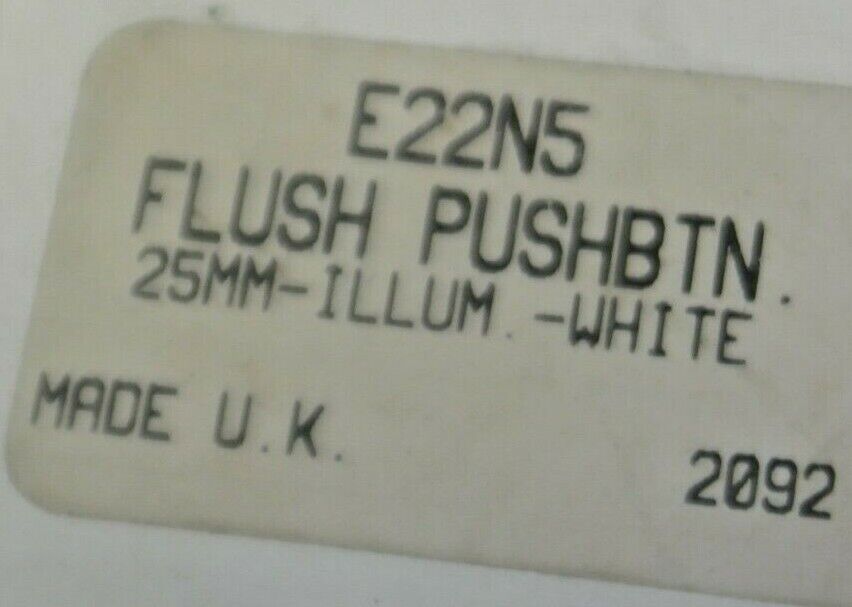 E22N5
FLUSH PUSHBTN.
25MM-ILLUM.-WHITE
MADE U.K.
2092